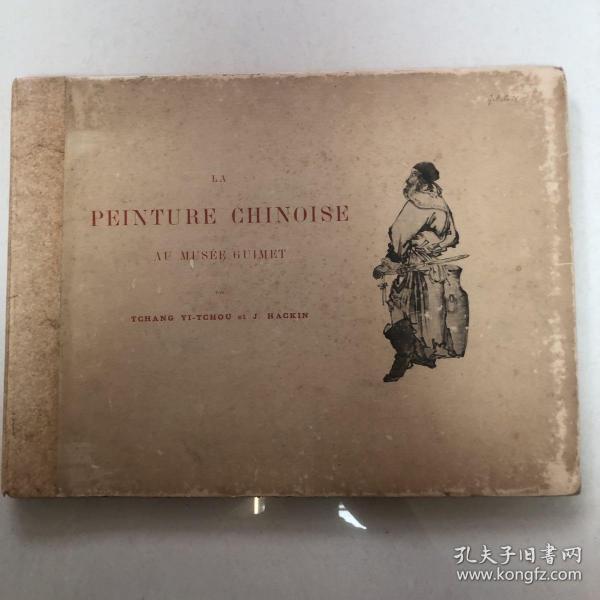 LA
PEINTURE CHINOISE
AU MUSÉE GUIMET
PAR
TCHANG YI-TCHOU et J. HACKIN
孔夫子旧书网
www.kongfz.com